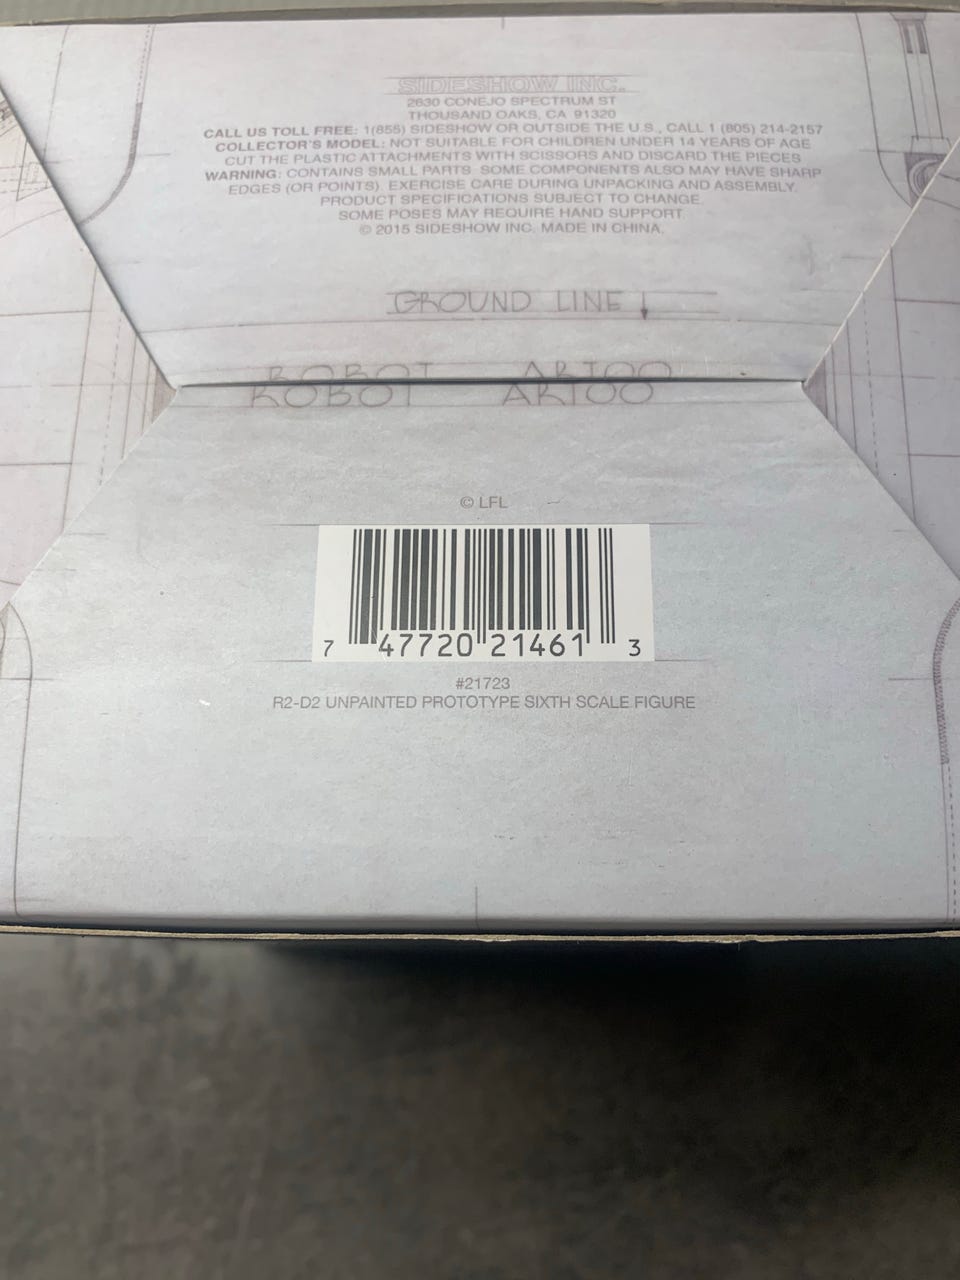 SIDESHOW INC.
2630 CONEJO SPECTRUM ST
THOUSAND OAKS, CA 91320
CALL US TOLL FREE: 1(855) SIDESHOW OR OUTSIDE THE U.S., CALL 1 (805) 214-2157
COLLECTOR'S MODEL: NOT SUITABLE FOR CHILDREN UNDER 14 YEARS OF AGE
CUT THE PLASTIC ATTACHMENTS WITH SCISSORS AND DISCARD THE PIECES
WARNING: CONTAINS SMALL PARTS. SOME COMPONENTS ALSO MAY HAVE SHARP
EDGES (OR POINTS). EXERCISE CARE DURING UNPACKING AND ASSEMBLY.
PRODUCT SPECIFICATIONS SUBJECT TO CHANGE.
SOME POSES MAY REQUIRE HAND SUPPORT.
© 2015 SIDESHOW INC. MADE IN CHINA.
GROUND LINE
ROBOT ARTOO
ROBOT ARTOO
© LFL
7 47720 21461 3
#21723
R2-D2 UNPAINTED PROTOTYPE SIXTH SCALE FIGURE